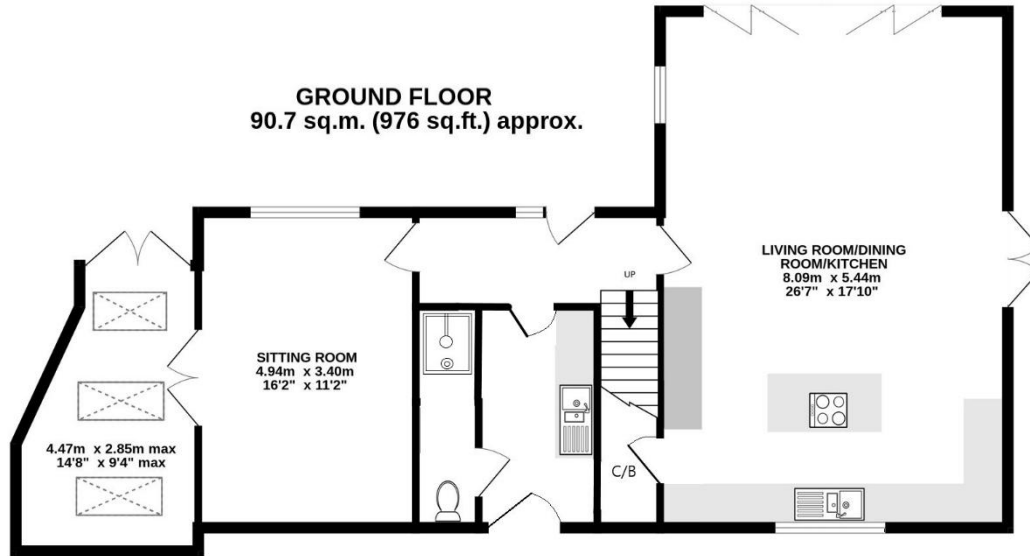 GROUND FLOOR
90.7 sq.m. (976 sq.ft.) approx.
LIVING ROOM/DINING
ROOM/KITCHEN
8.09m x 5.44m
26'7" x 17'10"
UP
SITTING ROOM
4.94m x 3.40m
16'2" x 11'2"
4.47m x 2.85m max
14'8" x 9'4" max
C/B